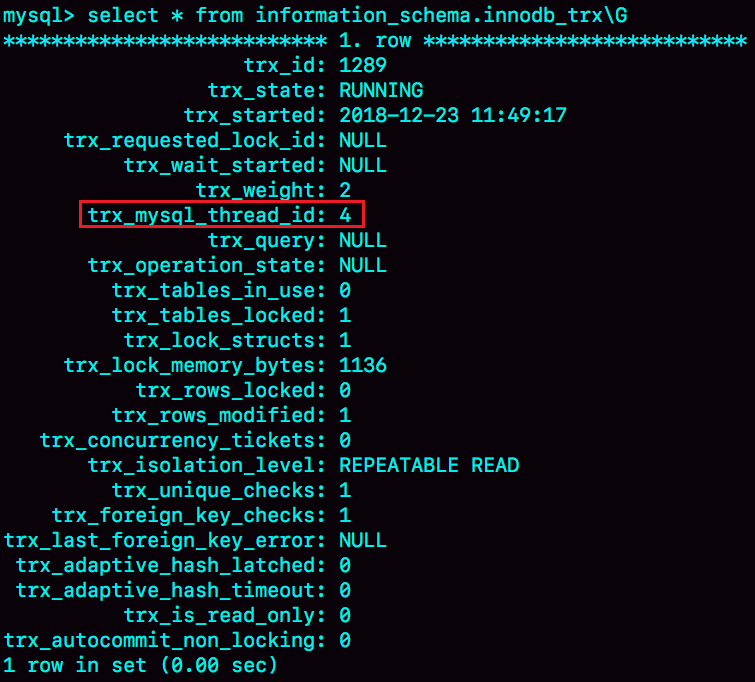 mysql> select * from information_schema.innodb_trx\G
*************************** 1. row ***************************
trx_id: 1289
trx_state: RUNNING
trx_started: 2018-12-23 11:49:17
trx_requested_lock_id: NULL
trx_wait_started: NULL
trx_weight: 2
trx_mysql_thread_id: 4
trx_query: NULL
trx_operation_state: NULL
trx_tables_in_use: 0
trx_tables_locked: 1
trx_lock_structs: 1
trx_lock_memory_bytes: 1136
trx_rows_locked: 0
trx_rows_modified: 1
trx_concurrency_tickets: 0
trx_isolation_level: REPEATABLE READ
trx_unique_checks: 1
trx_foreign_key_checks: 1
trx_last_foreign_key_error: NULL
trx_adaptive_hash_latched: 0
trx_adaptive_hash_timeout: 0
trx_is_read_only: 0
trx_autocommit_non_locking: 0
1 row in set (0.00 sec)